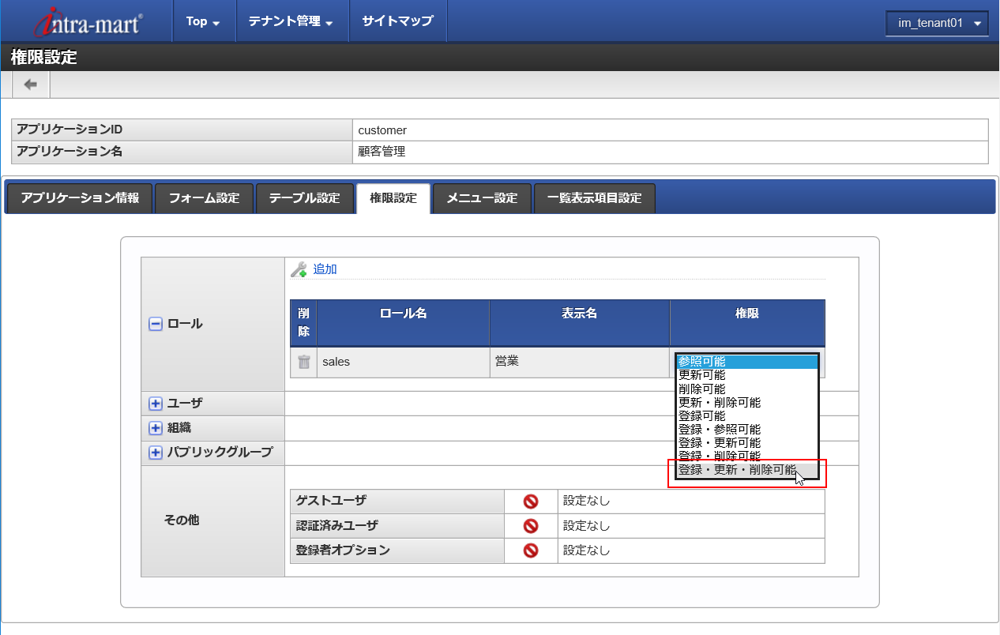 intra-mart®
Top
テナント管理
サイトマップ
im_tenant01
権限設定
アプリケーションID
customer
アプリケーション名
顧客管理
アプリケーション情報
フォーム設定
テーブル設定
権限設定
メニュー設定
一覧表示項目設定
ロール
追加
削除
ロール名
表示名
権限
sales
営業
参照可能
更新可能
削除可能
更新・削除可能
登録可能
登録・参照可能
登録・更新可能
登録・削除可能
登録・更新・削除可能
ユーザ
組織
パブリックグループ
その他
ゲストユーザ
設定なし
認証済みユーザ
設定なし
登録者オプション
設定なし